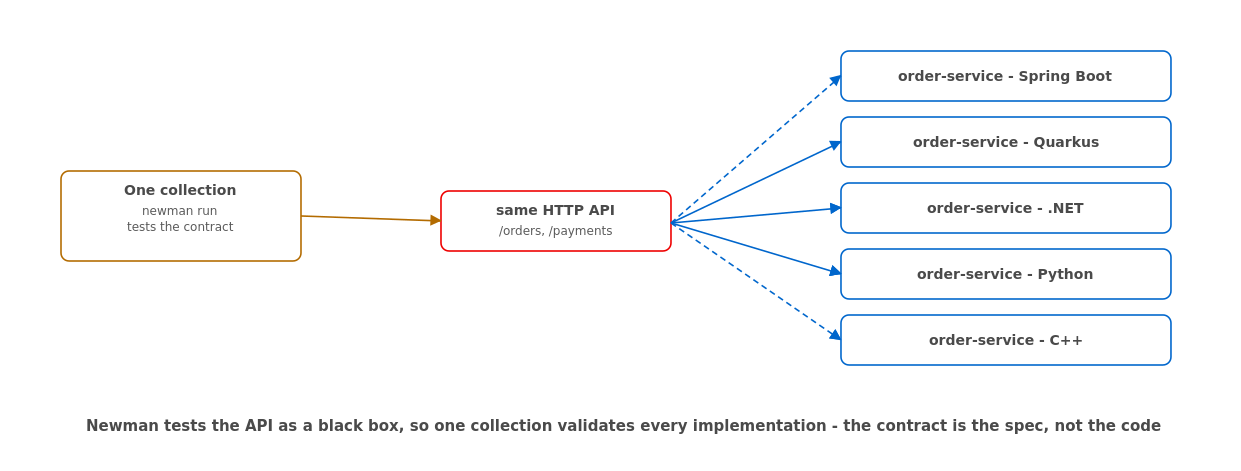 One collection
newman run
tests the contract
same HTTP API
/orders, /payments
order-service - Spring Boot
order-service - Quarkus
order-service - .NET
order-service - Python
order-service - C++
Newman tests the API as a black box, so one collection validates every implementation - the contract is the spec, not the code